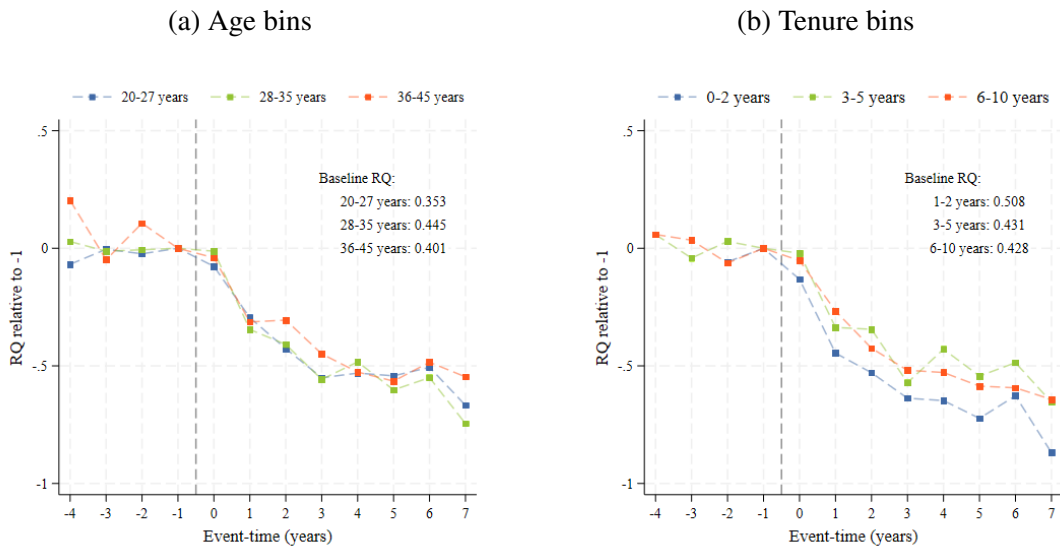 (a) Age bins
20-27 years 28-35 years 36-45 years
.5
0
-.5
-1
RQ relative to -1
Baseline RQ:
20-27 years: 0.353
28-35 years: 0.445
36-45 years: 0.401
-4 -3 -2 -1 0 1 2 3 4 5 6 7
Event-time (years)
(b) Tenure bins
0-2 years 3-5 years 6-10 years
.5
0
-.5
-1
RQ relative to -1
Baseline RQ:
1-2 years: 0.508
3-5 years: 0.431
6-10 years: 0.428
-4 -3 -2 -1 0 1 2 3 4 5 6 7
Event-time (years)